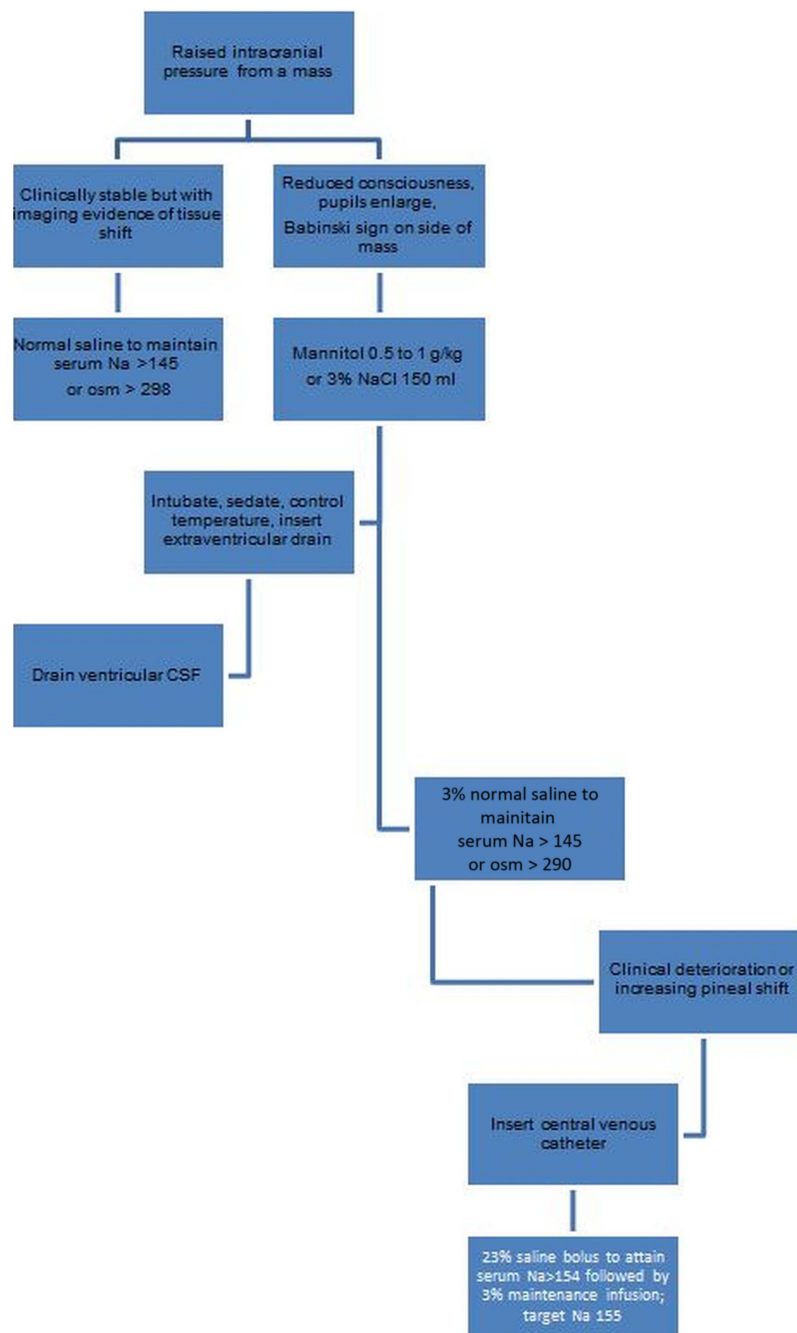 Raised intracranial
pressure from a mass
Clinically stable but with
imaging evidence of tissue
shift
Reduced consciousness,
pupils enlarge,
Babinski sign on side of
mass
Normal saline to maintain
serum Na >145
or osm > 298
Mannitol 0.5 to 1 g/kg
or 3% NaCl 150 ml
Intubate, sedate, control
temperature, insert
extraventricular drain
Drain ventricular CSF
3% normal saline to
mainitain
serum Na > 145
or osm > 290
Clinical deterioration or
increasing pineal shift
Insert central venous
catheter
23% saline bolus to attain
serum Na>154 followed by
3% maintenance infusion;
target Na 155